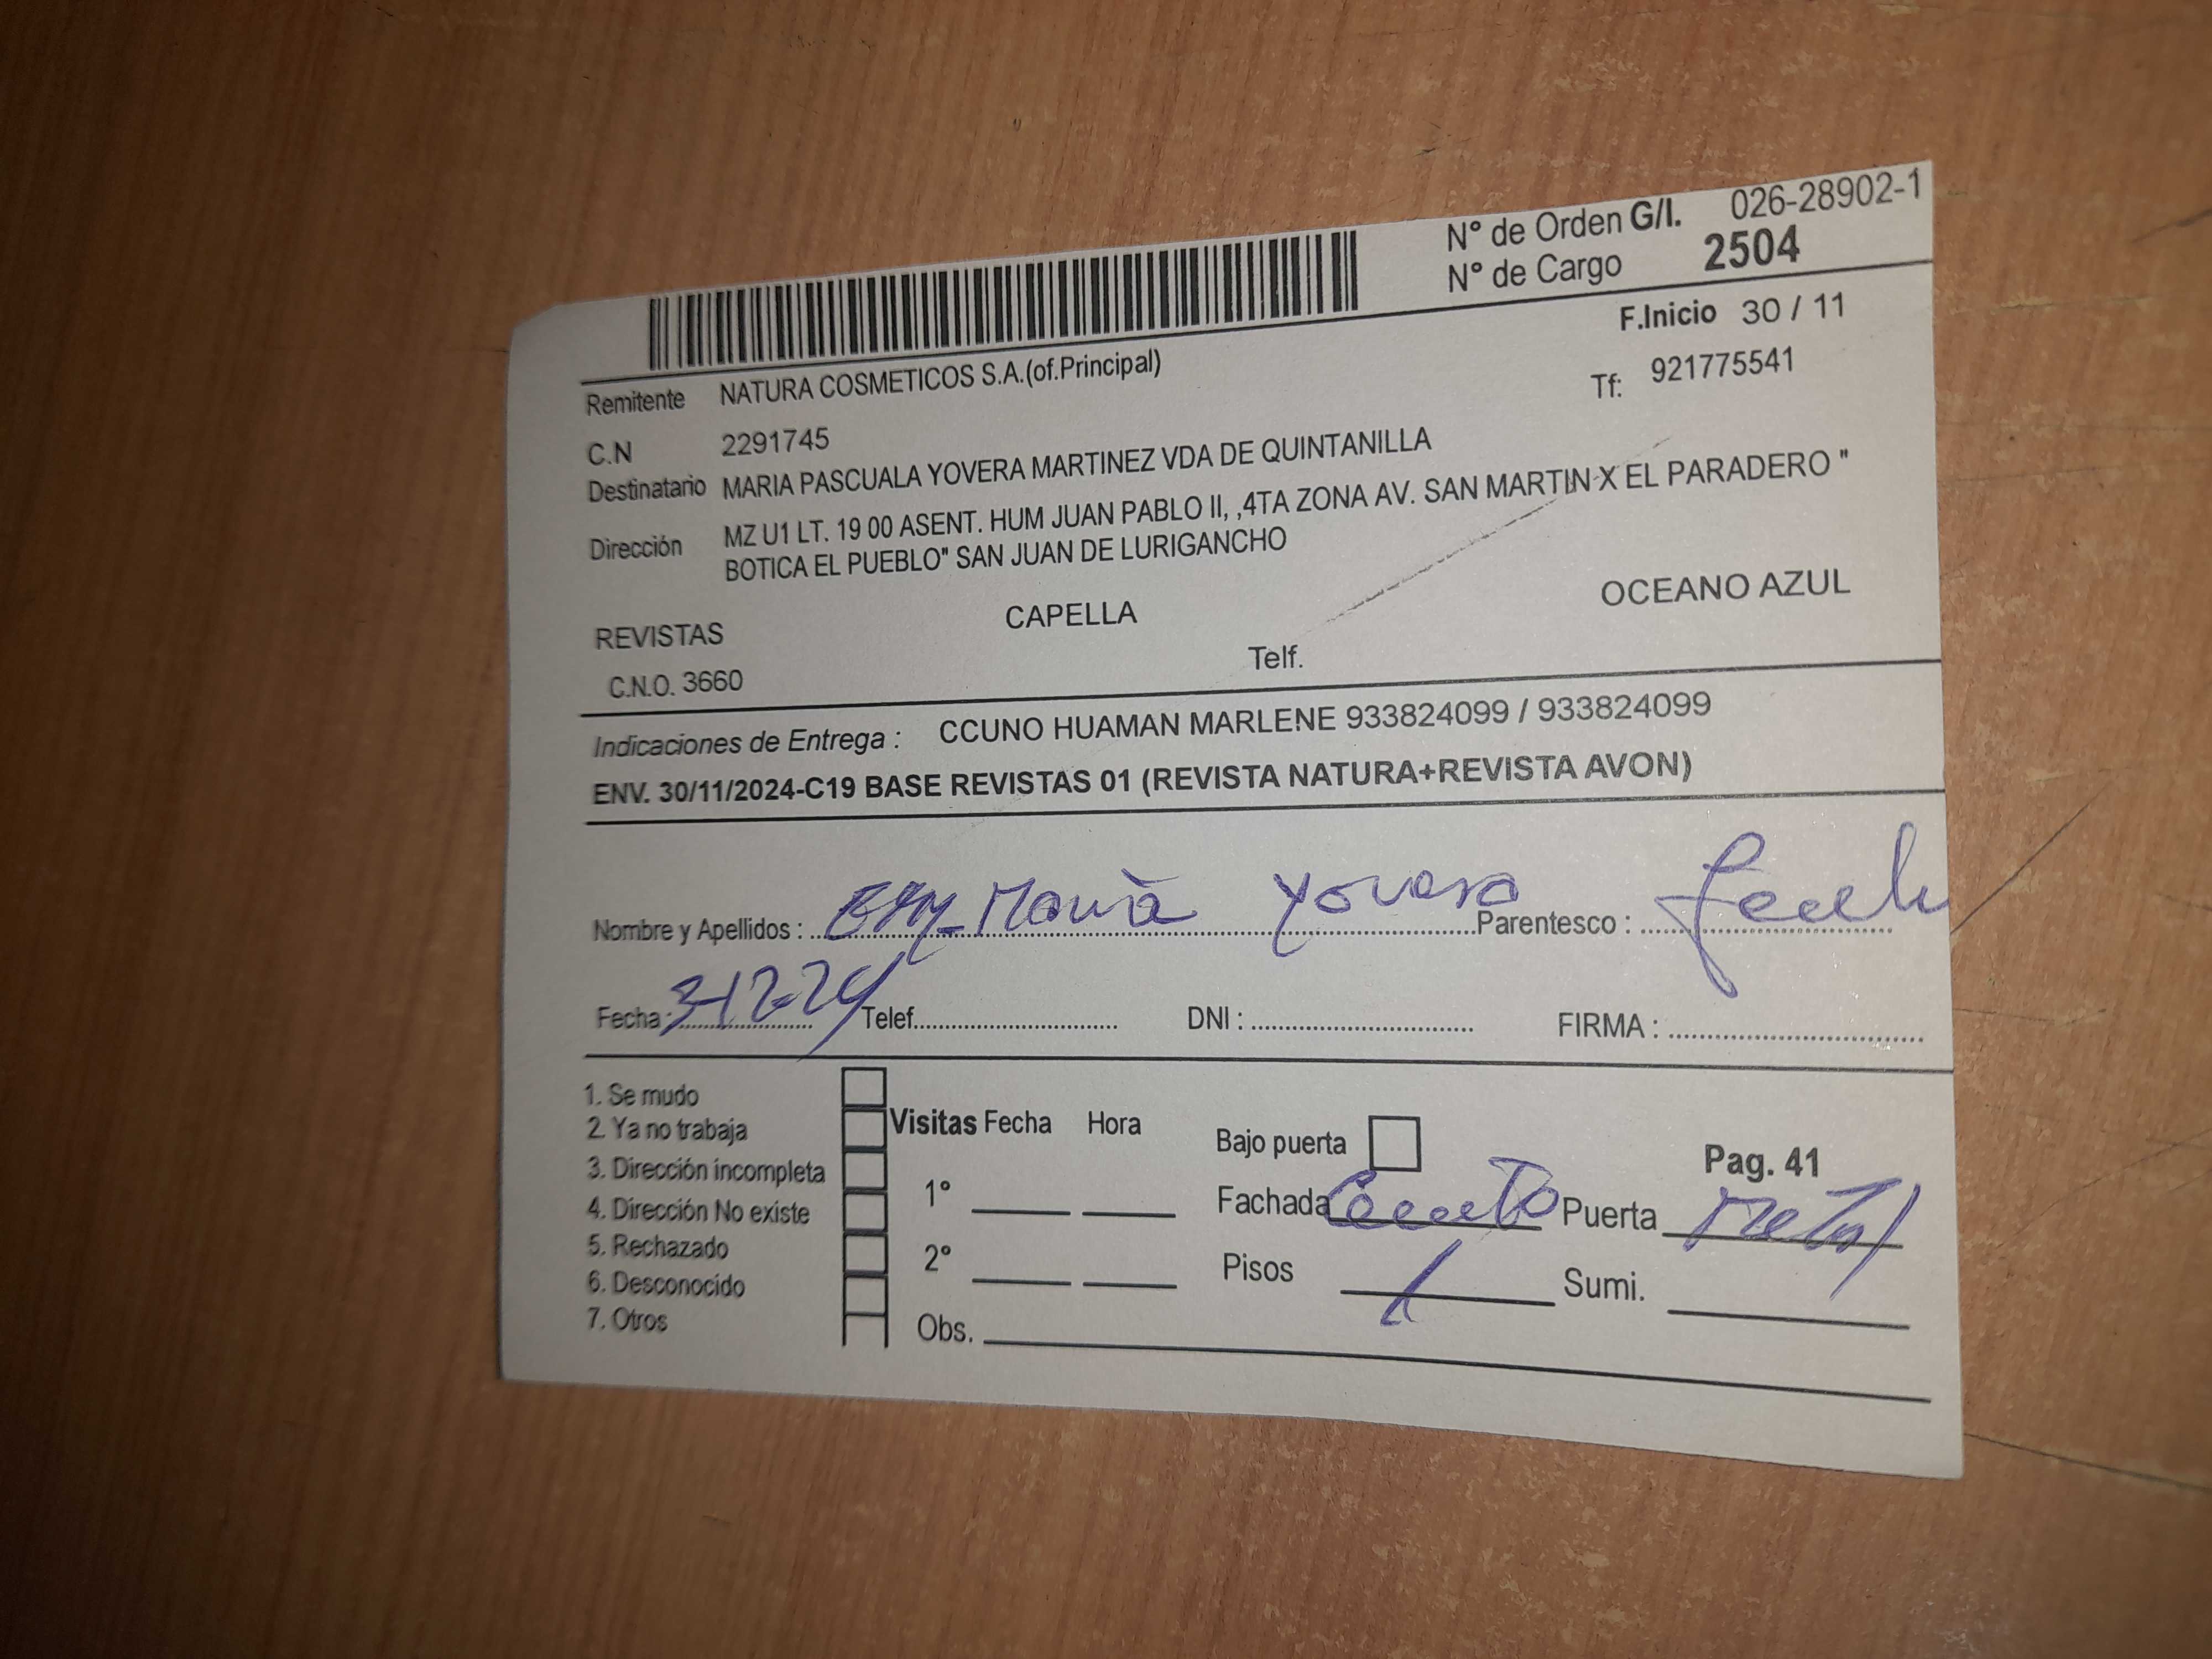 N° de Orden G/I. 026-28902-1
N° de Cargo 2504
F.Inicio 30 / 11
Remitente NATURA COSMETICOS S.A.(of.Principal) Tf: 921775541
C.N 2291745
Destinatario MARIA PASCUALA YOVERA MARTINEZ VDA DE QUINTANILLA
Dirección MZ U1 LT. 19 00 ASENT. HUM JUAN PABLO II, ,4TA ZONA AV. SAN MARTIN X EL PARADERO "
BOTICA EL PUEBLO" SAN JUAN DE LURIGANCHO
REVISTAS CAPELLA OCEANO AZUL
C.N.O. 3660 Telf.
Indicaciones de Entrega : CCUNO HUAMAN MARLENE 933824099 / 933824099
ENV. 30/11/2024-C19 BASE REVISTAS 01 (REVISTA NATURA+REVISTA AVON)
Nombre y Apellidos : Maria Yovera Parentesco :
Fecha : 3-12-24 Telef. DNI : FIRMA :
1. Se mudo
2. Ya no trabaja
3. Dirección incompleta
4. Dirección No existe
5. Rechazado
6. Desconocido
7. Otros
Visitas Fecha Hora
1°
2°
Obs.
Bajo puerta Pag. 41
Fachada Cemento Puerta Metal
Pisos 1 Sumi.